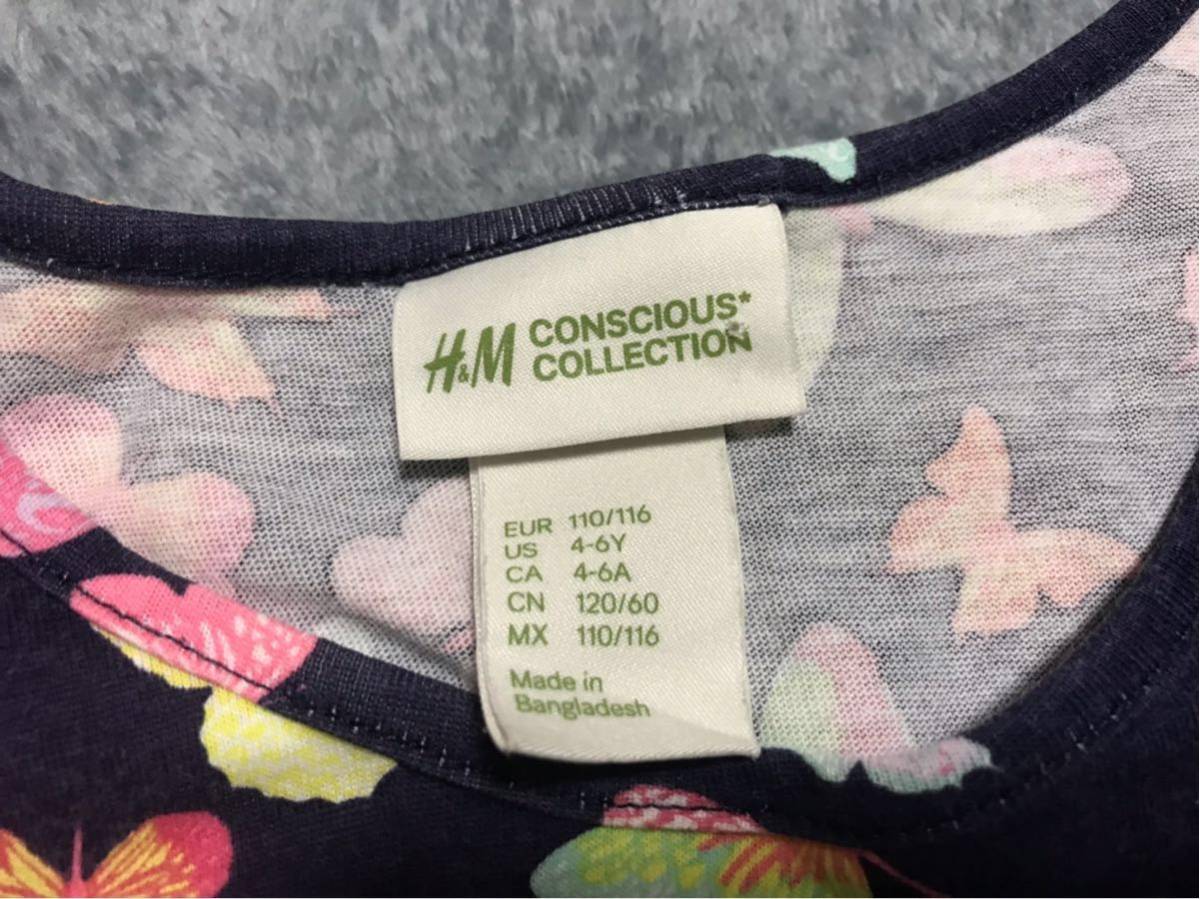 H&M CONSCIOUS*
COLLECTION
EUR 110/116
US 4-6Y
CA 4-6A
CN 120/60
MX 110/116
Made in
Bangladesh